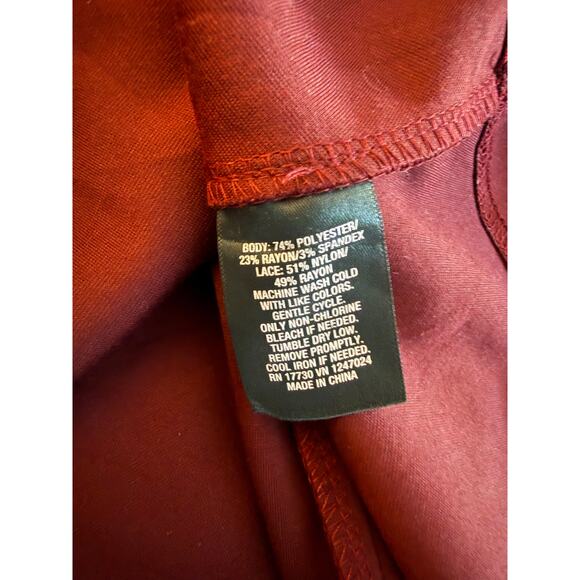 BODY: 74% POLYESTER/
23% RAYON/3% SPANDEX
LACE: 51% NYLON/
49% RAYON
MACHINE WASH COLD
WITH LIKE COLORS.
GENTLE CYCLE.
ONLY NON-CHLORINE
BLEACH IF NEEDED.
TUMBLE DRY LOW.
REMOVE PROMPTLY.
COOL IRON IF NEEDED.
RN 17730 VN 1247024
MADE IN CHINA